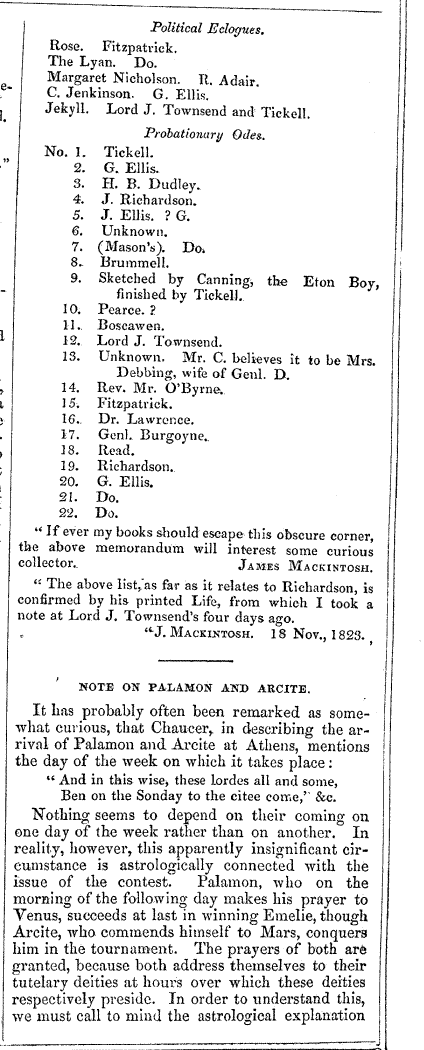 Political Eclogues.
Rose. Fitzpatrick.
The Lyan. Do.
Margaret Nicholson. R. Adair.
C. Jenkinson. G. Ellis.
Jekyll. Lord J. Townsend and Tickell.
Probationary Odes.
No. 1. Tickell.
2. G. Ellis.
3. H. B. Dudley.
4. J. Richardson.
5. J. Ellis. ? G.
6. Unknown.
7. (Mason's). Do.
8. Brummell.
9. Sketched by Canning, the Eton Boy,
finished by Tickell.
10. Pearce. ?
11. Boscawen.
12. Lord J. Townsend.
13. Unknown. Mr. C. believes it to be Mrs.
Debbing, wife of Genl. D.
14. Rev. Mr. O'Byrne.
15. Fitzpatrick.
16. Dr. Lawrence.
17. Genl. Burgoyne.
18. Read.
19. Richardson.
20. G. Ellis.
21. Do.
22. Do.
"If ever my books should escape this obscure corner,
the above memorandum will interest some curious
collector. JAMES MACKINTOSH.
"The above list, as far as it relates to Richardson, is
confirmed by his printed Life, from which I took a
note at Lord J. Townsend's four days ago.
"J. MACKINTOSH. 18 Nov., 1823.
NOTE ON PALAMON AND ARCITE.
It has probably often been remarked as some-
what curious, that Chaucer, in describing the ar-
rival of Palamon and Arcite at Athens, mentions
the day of the week on which it takes place:
"And in this wise, these lordes all and some,
Ben on the Sonday to the citee come," &c.
Nothing seems to depend on their coming on
one day of the week rather than on another. In
reality, however, this apparently insignificant cir-
cumstance is astrologically connected with the
issue of the contest. Palamon, who on the
morning of the following day makes his prayer to
Venus, succeeds at last in winning Emelie, though
Arcite, who commends himself to Mars, conquers
him in the tournament. The prayers of both are
granted, because both address themselves to their
tutelary deities at hours over which these deities
respectively preside. In order to understand this,
we must call to mind the astrological explanation